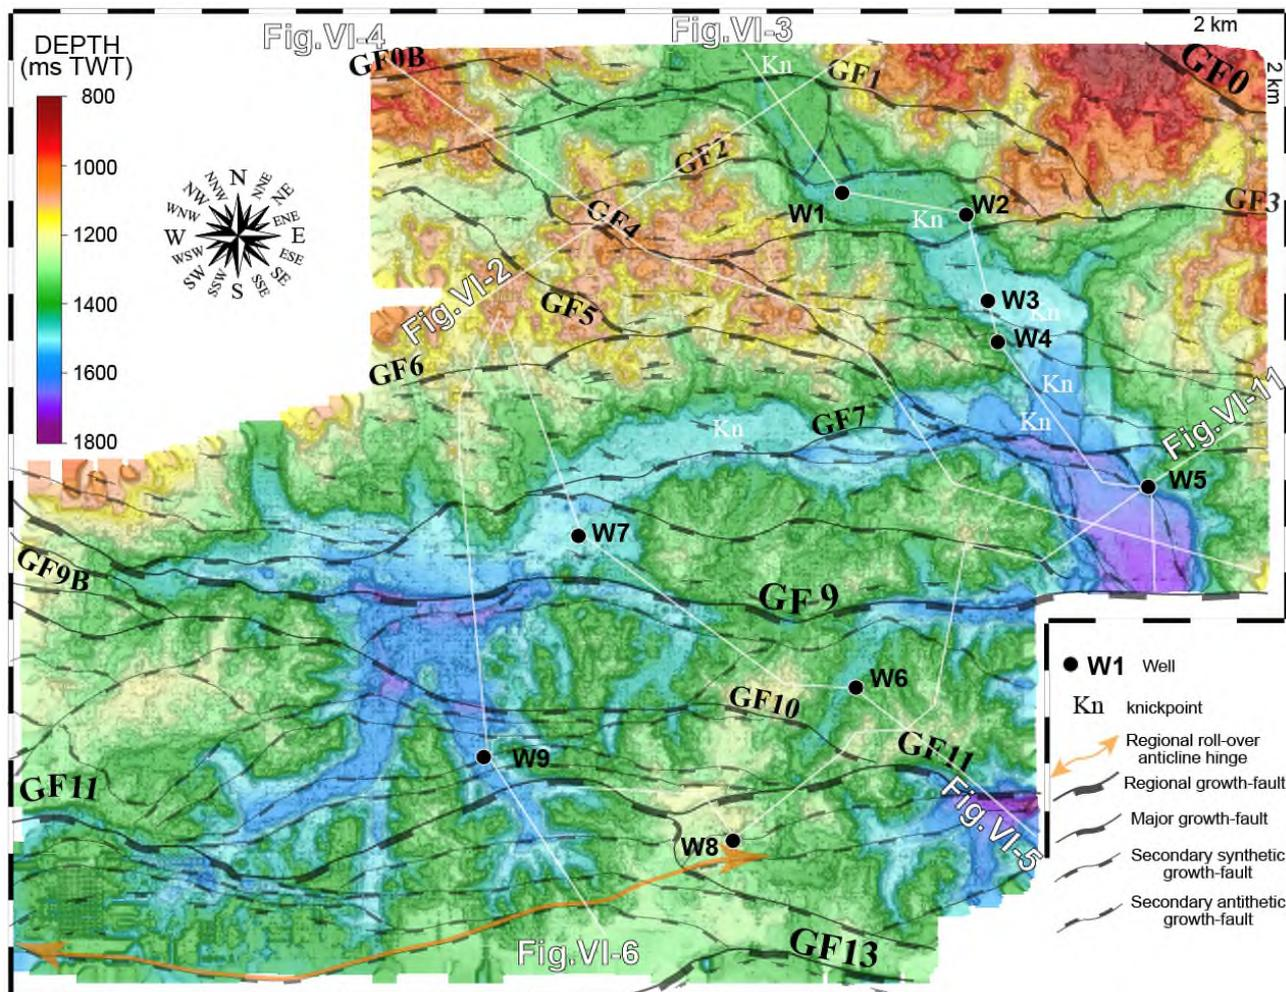 Fig.VI-4
Fig.VI-3
2 km
2 km
DEPTH
(ms TWT)
800
1000
1200
1400
1600
1800
N
NNE
NE
ENE
E
ESE
SE
SSE
S
SSW
SW
WSW
W
WNW
NW
NNW
GF0B
Kn
GF1
GF0
GF2
W1
Kn
W2
GF3
GF4
Fig.VI-2
GF5
W3
Kn
W4
GF6
Kn
Kn
GF7
Kn
Fig.VI-11
W5
W7
GF9B
GF 9
W6
GF10
GF11
W9
GF11
Fig.VI-5
W8
Fig.VI-6
GF13
W1 Well
Kn knickpoint
Regional roll-over
anticline hinge
Regional growth-fault
Major growth-fault
Secondary synthetic
growth-fault
Secondary antithetic
growth-fault